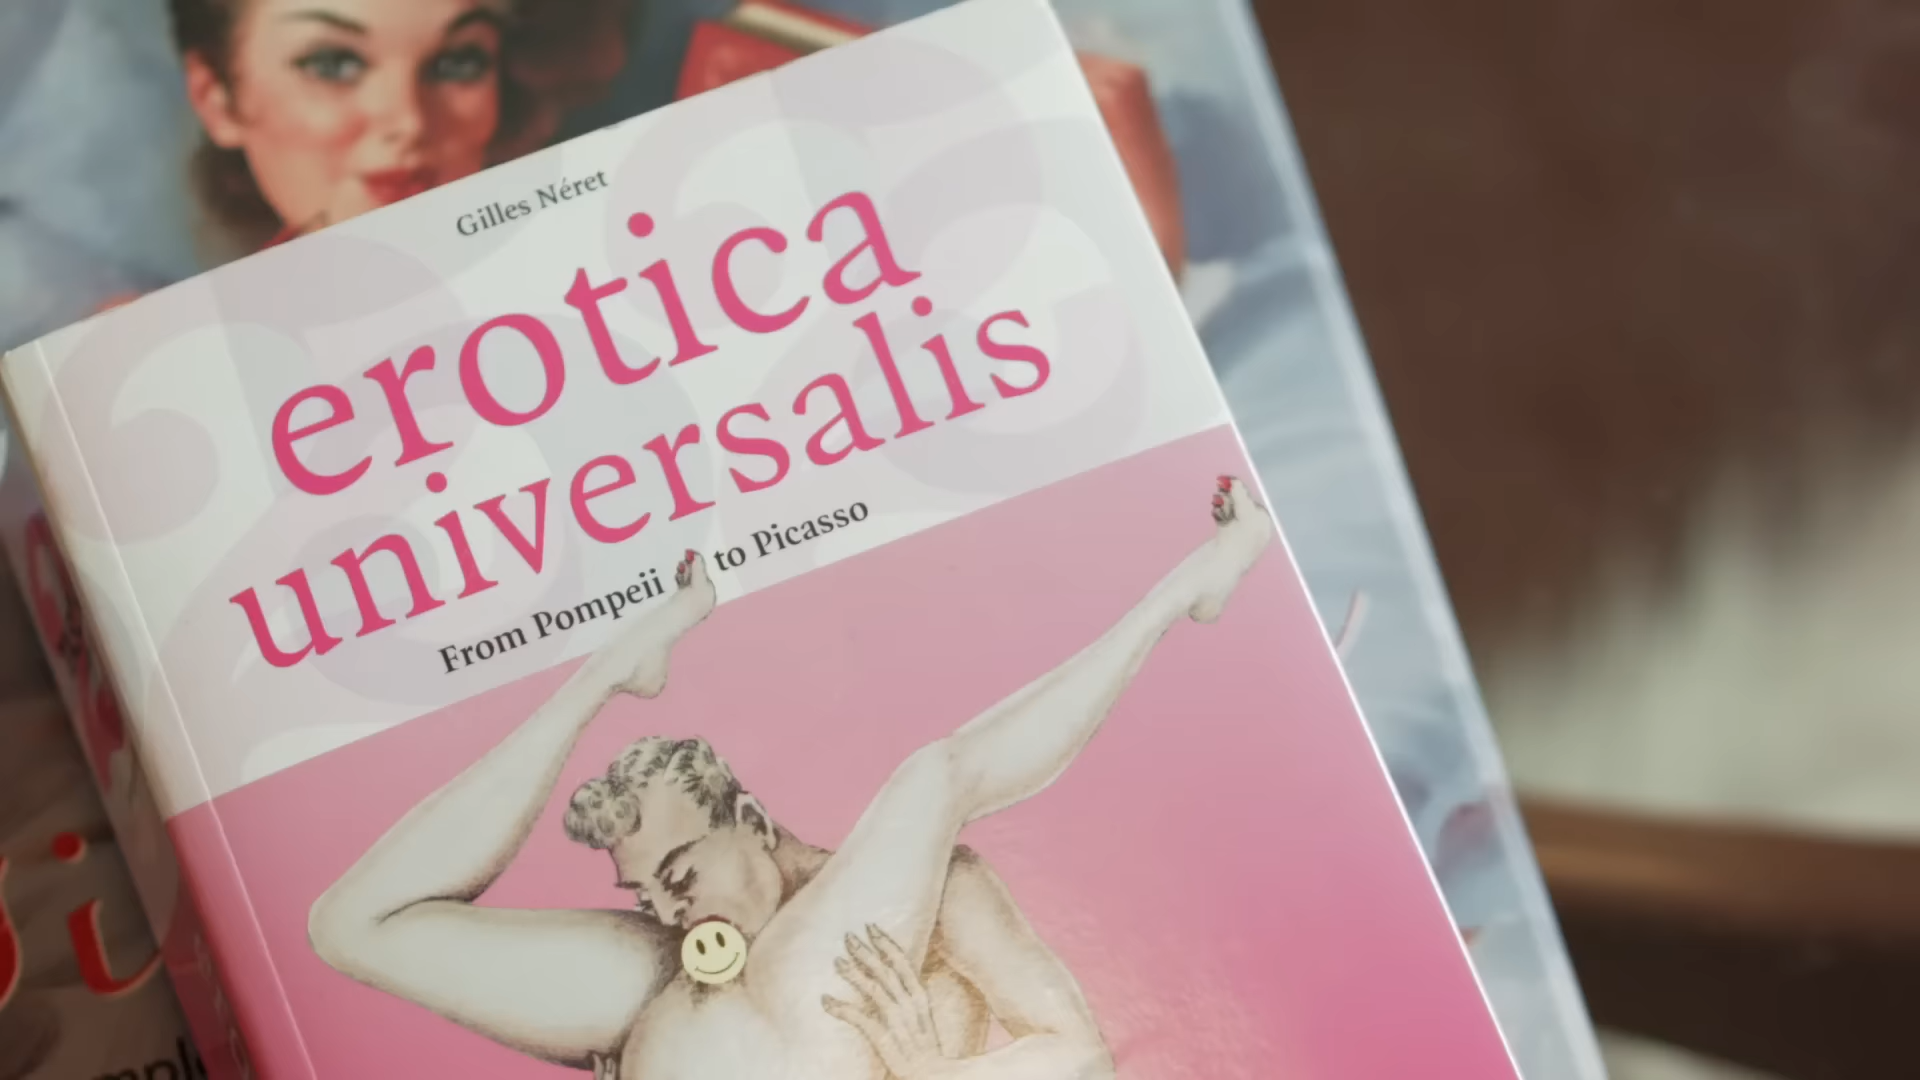 Gilles Néret
erotica
universalis
From Pompeii to Picasso